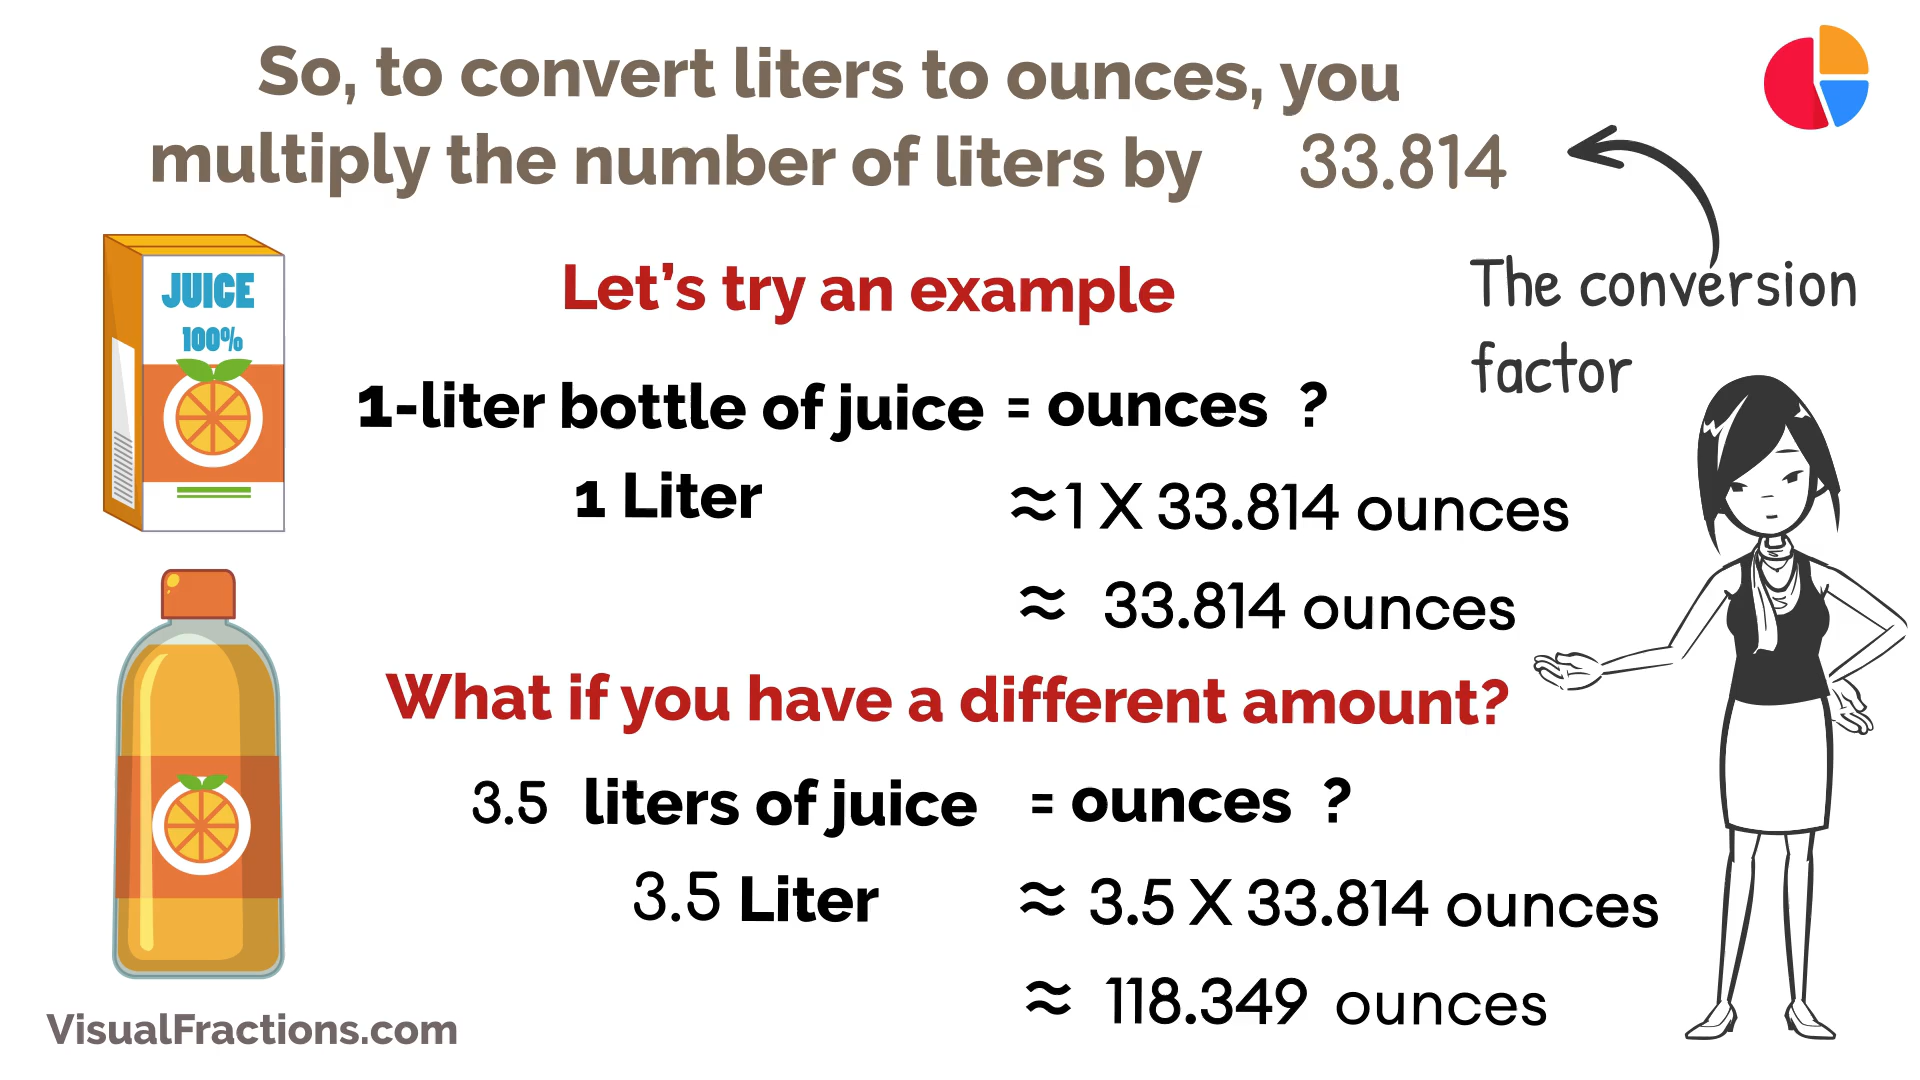 So, to convert liters to ounces, you
multiply the number of liters by 33.814
The conversion
factor
JUICE
100%
Let's try an example
1-liter bottle of juice = ounces ?
1 Liter ≈1 X 33.814 ounces
≈ 33.814 ounces
What if you have a different amount?
3.5 liters of juice = ounces ?
3.5 Liter ≈ 3.5 X 33.814 ounces
≈ 118.349 ounces
VisualFractions.com